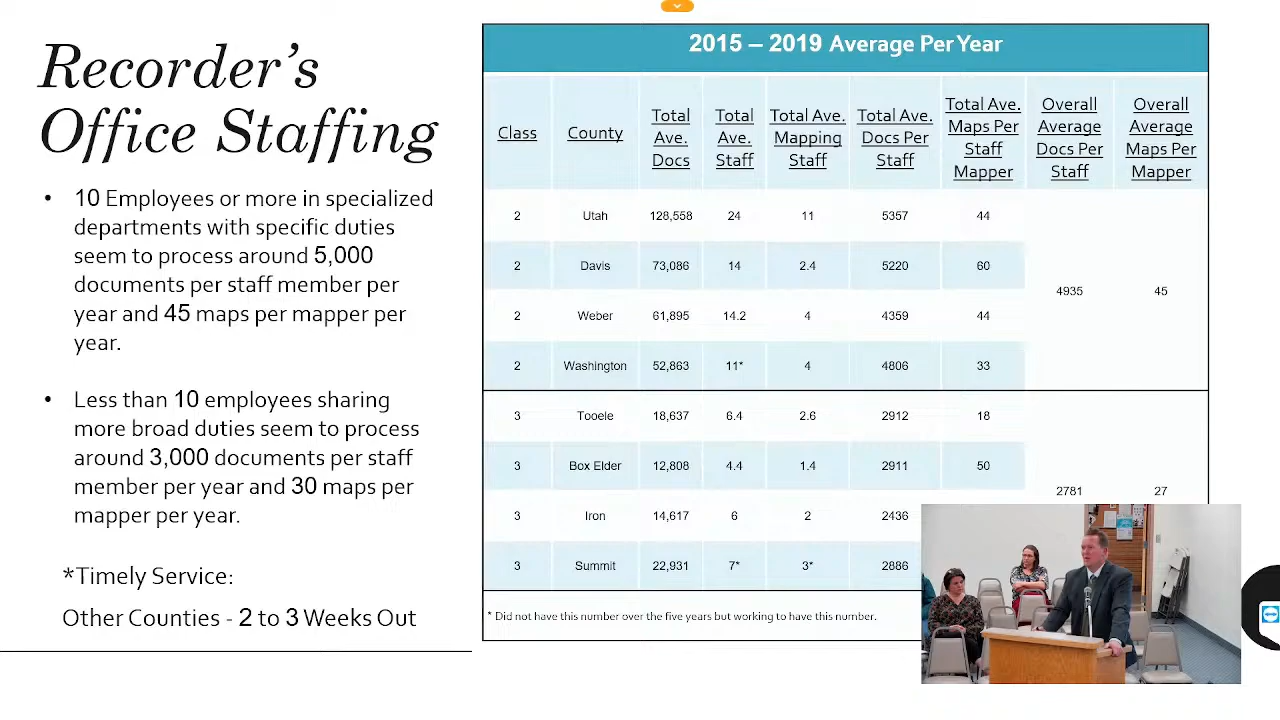 Recorder's
Office Staffing
• 10 Employees or more in specialized
departments with specific duties
seem to process around 5,000
documents per staff member per
year and 45 maps per mapper per
year.
• Less than 10 employees sharing
more broad duties seem to process
around 3,000 documents per staff
member per year and 30 maps per
mapper per year.
*Timely Service:
Other Counties - 2 to 3 Weeks Out
2015 – 2019 Average Per Year
Class County Total Ave. Docs Total Ave. Staff Total Ave. Mapping Staff Total Ave. Docs Per Staff Total Ave. Maps Per Staff Mapper Overall Average Docs Per Staff Overall Average Maps Per Mapper
2 Utah 128,558 24 11 5357 44
2 Davis 73,086 14 2.4 5220 60
4935 45
2 Weber 61,895 14.2 4 4359 44
2 Washington 52,863 11* 4 4806 33
3 Tooele 18,637 6.4 2.6 2912 18
3 Box Elder 12,808 4.4 1.4 2911 50
2781 27
3 Iron 14,617 6 2 2436
3 Summit 22,931 7* 3* 2886
* Did not have this number over the five years but working to have this number.